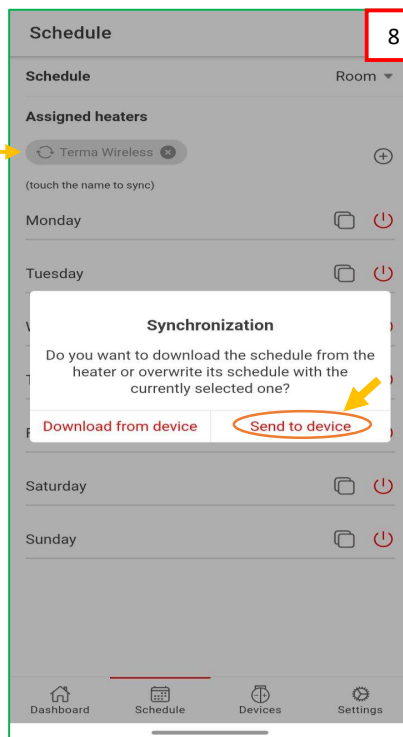 Schedule
8
Schedule Room
Assigned heaters
Terma Wireless
(touch the name to sync)
Monday
Tuesday
Synchronization
Do you want to download the schedule from the
heater or overwrite its schedule with the
currently selected one?
Download from device Send to device
Saturday
Sunday
Dashboard Schedule Devices Settings